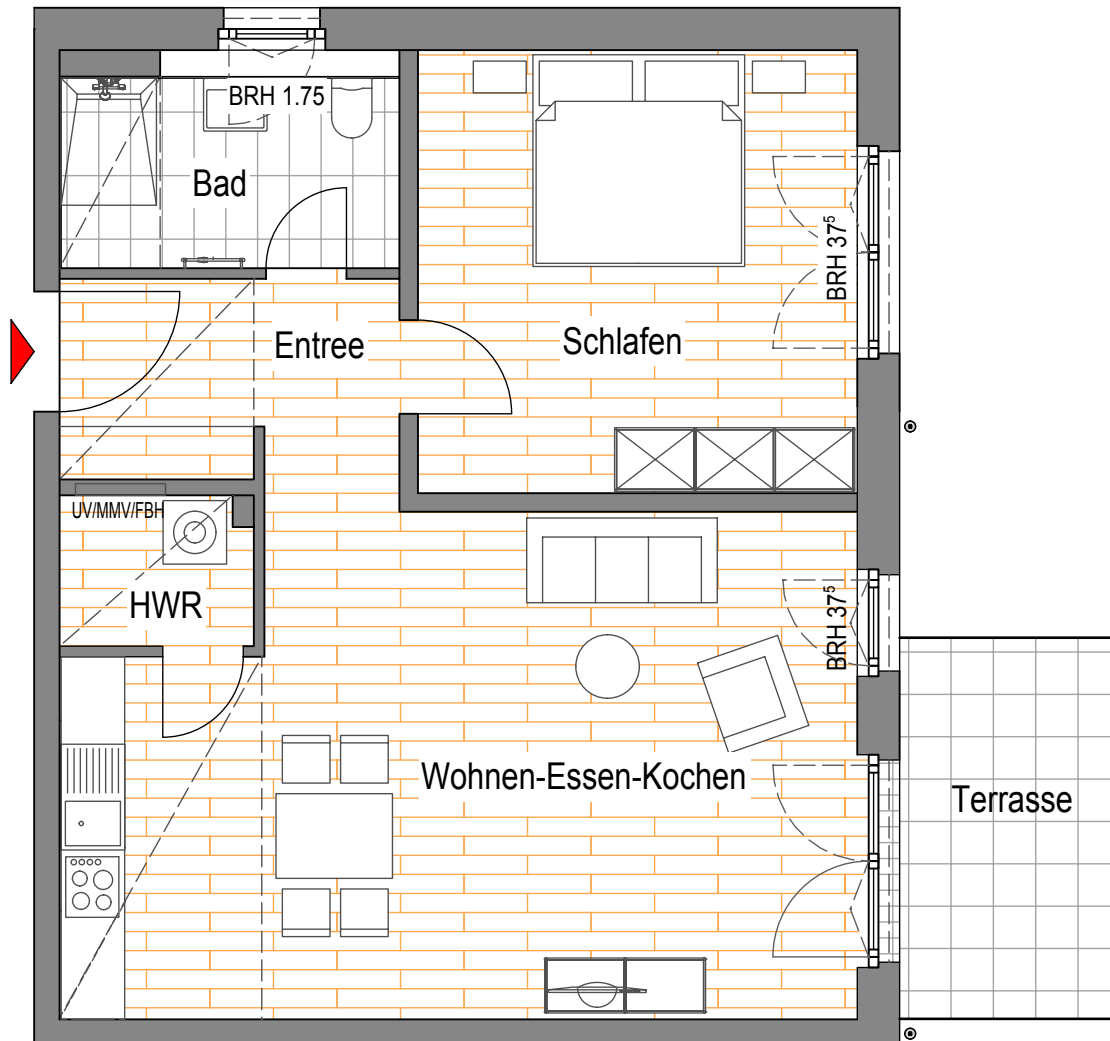 BRH 1.75
Bad
BRH 37⁵
Entree
Schlafen
UV/MMV/FBH
HWR
BRH 37⁵
Wohnen-Essen-Kochen
Terrasse